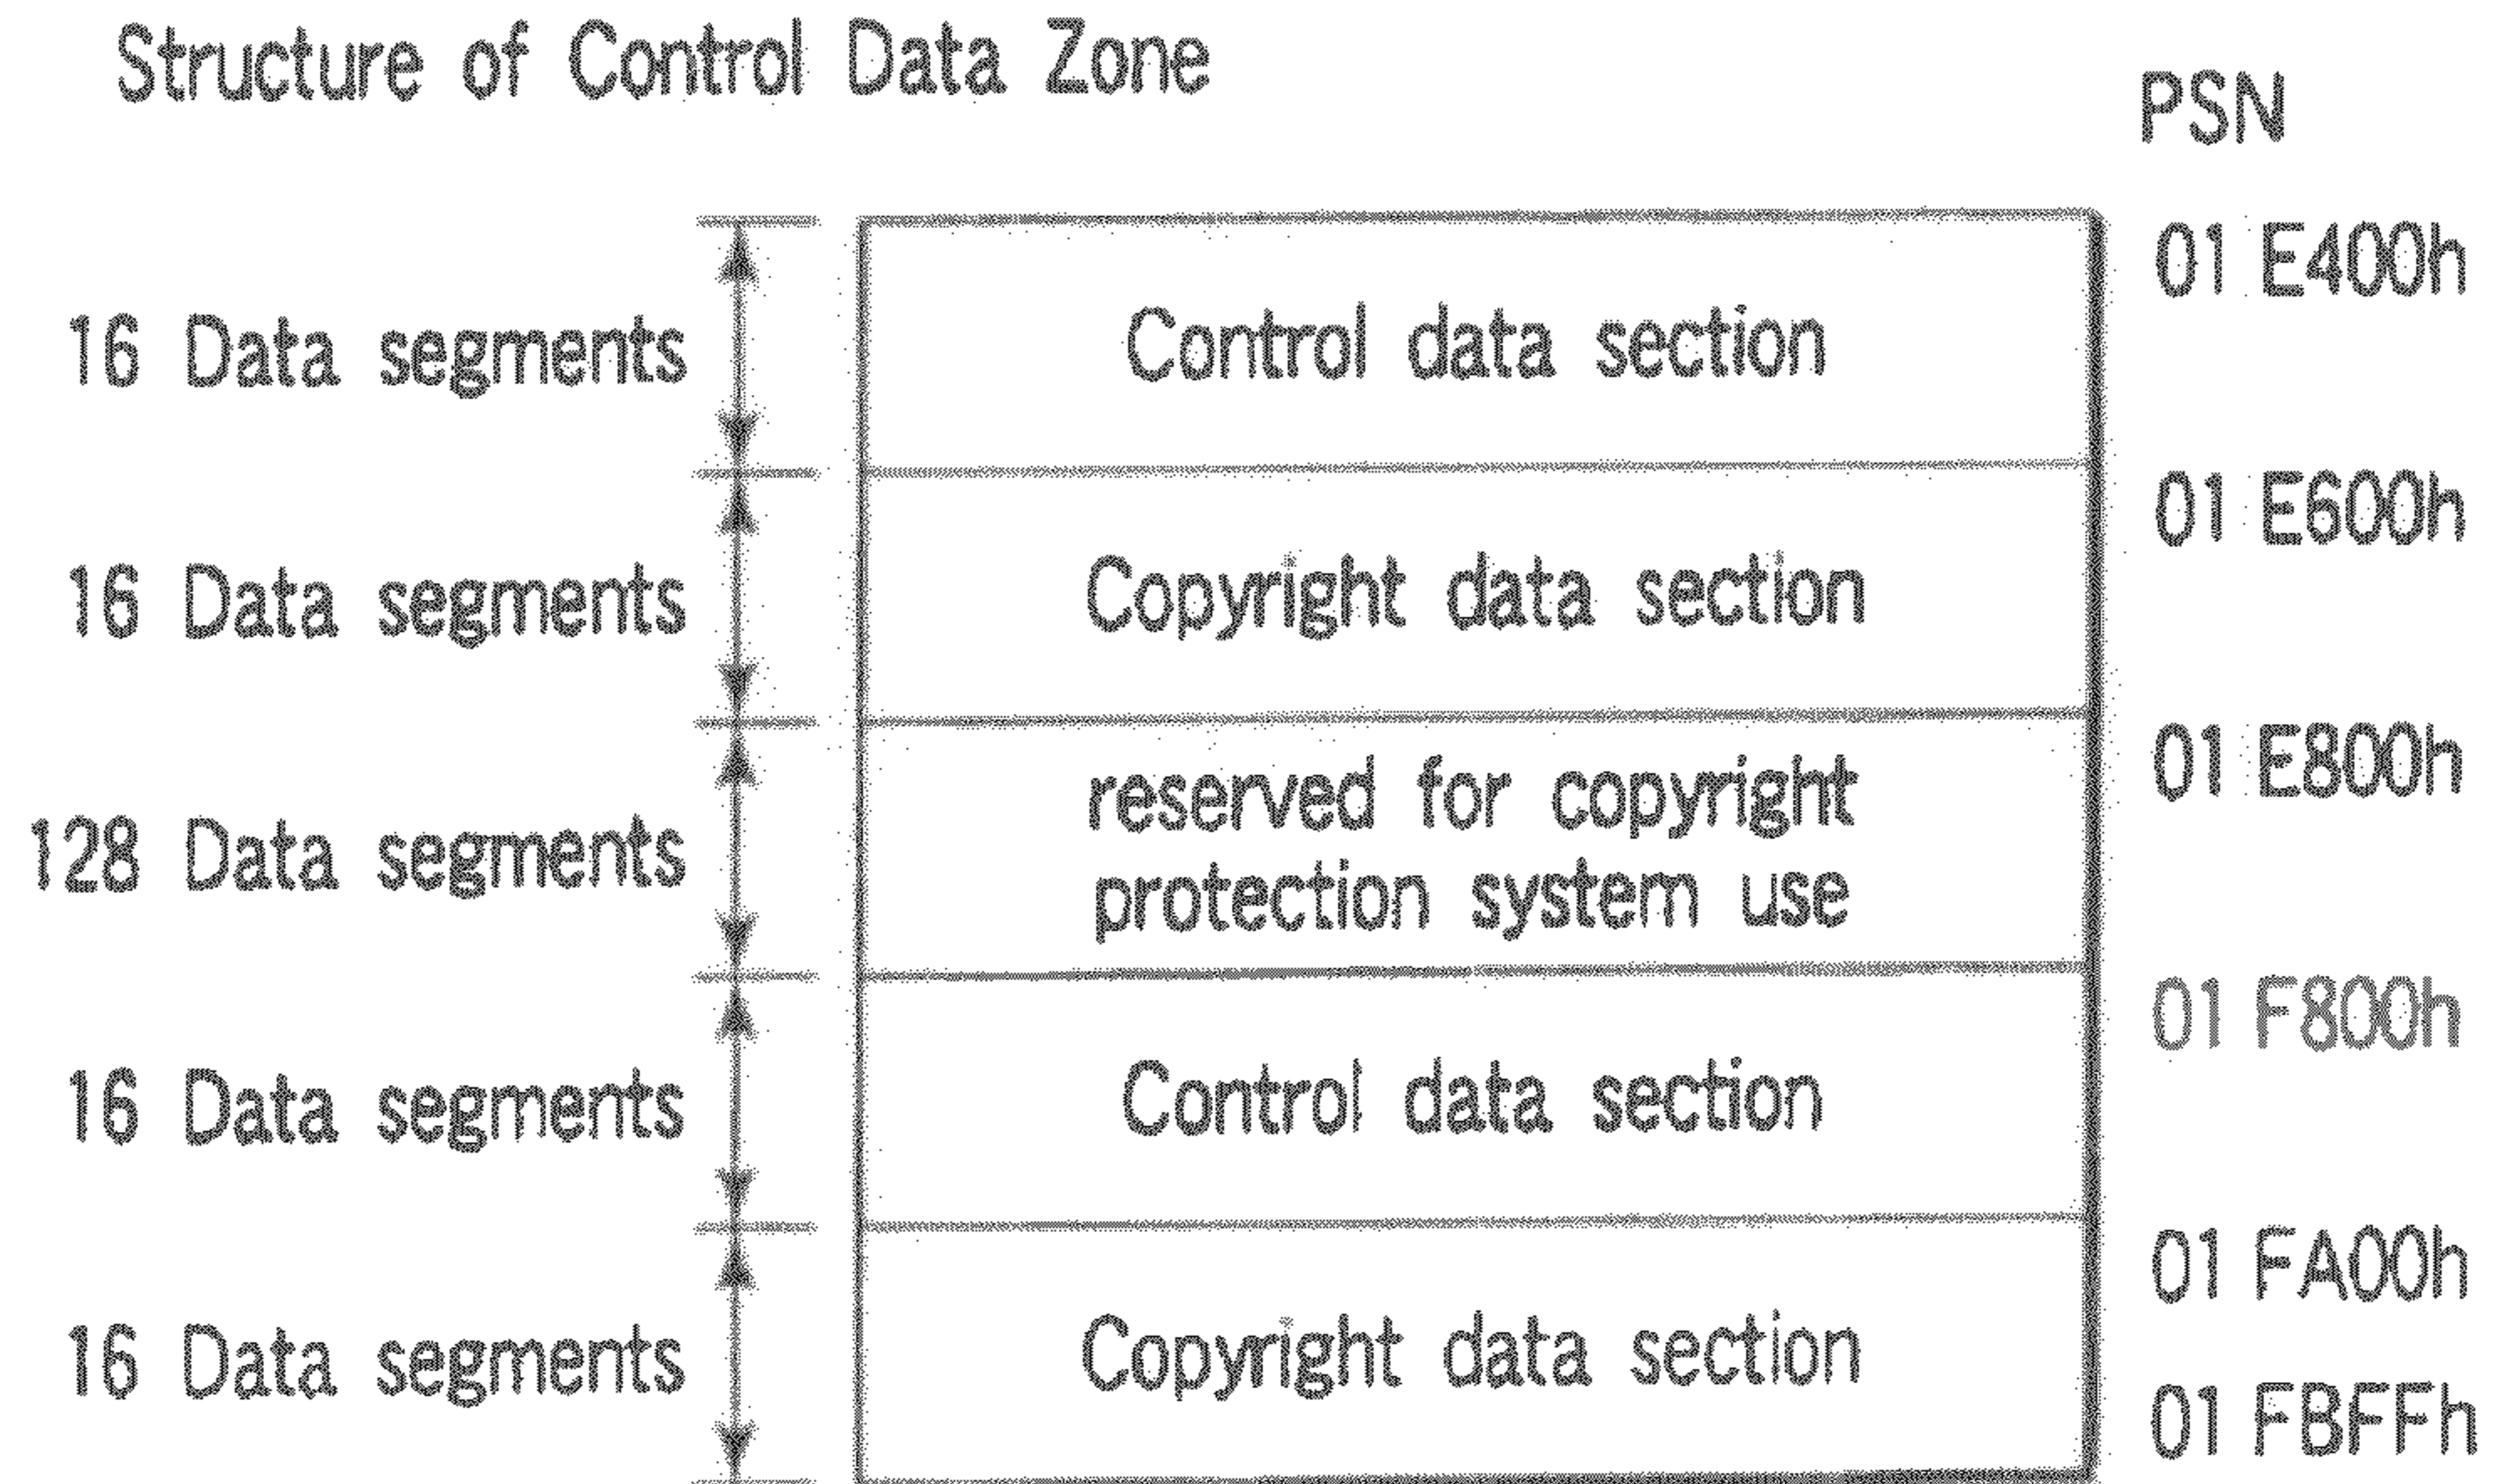 Structure of Control Data Zone
PSN
01 E400h
16 Data segments
Control data section
01 E600h
16 Data segments
Copyright data section
01 E800h
128 Data segments
reserved for copyright
protection system use
01 F800h
16 Data segments
Control data section
01 FA00h
16 Data segments
Copyright data section
01 FBFFh